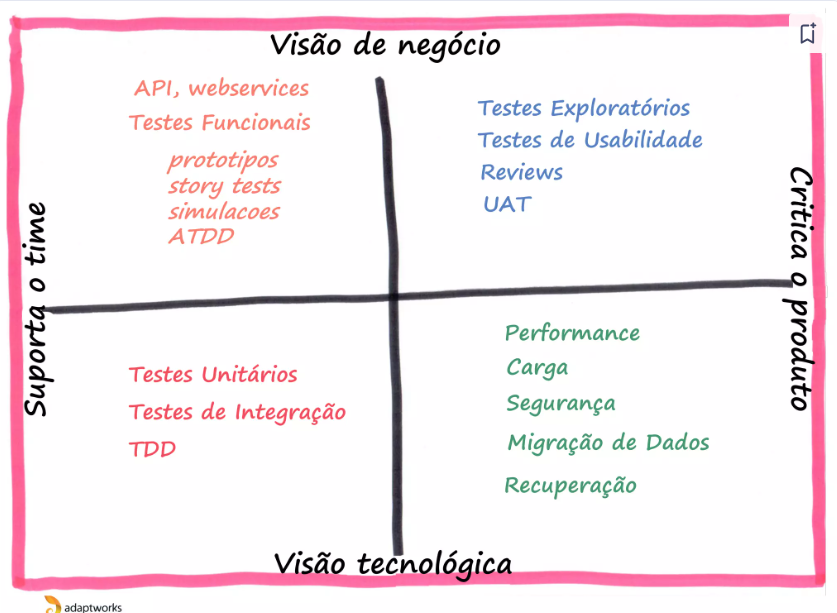 Visão de negócio
API, webservices
Testes Funcionais
prototipos
story tests
simulacoes
ATDD
Testes Exploratórios
Testes de Usabilidade
Reviews
UAT
Suporta o time
Critica o produto
Testes Unitários
Testes de Integração
TDD
Performance
Carga
Segurança
Migração de Dados
Recuperação
Visão tecnológica
adaptworks